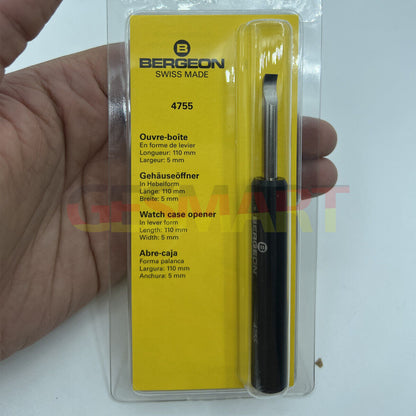 B
BERGEON
SWISS MADE
4755
Ouvre-boîte
En forme de levier
Longueur: 110 mm
Largeur: 5 mm
Gehäuseöffner
In Hebelform
Länge: 110 mm
Breite: 5 mm
Watch case opener
In lever form
Length: 110 mm
Width: 5 mm
Abre-caja
Forma palanca
Largura: 110 mm
Anchura: 5 mm
B BERGEON
4755
GEMART